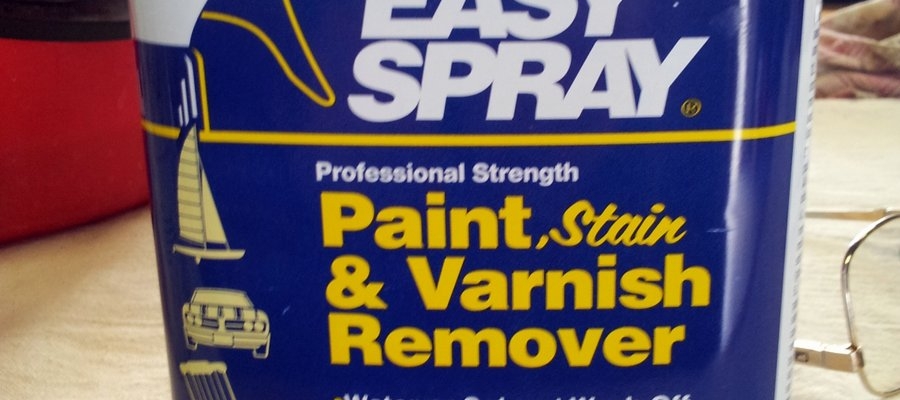 EASY
SPRAY®
Professional Strength
Paint, Stain
& Varnish
Remover